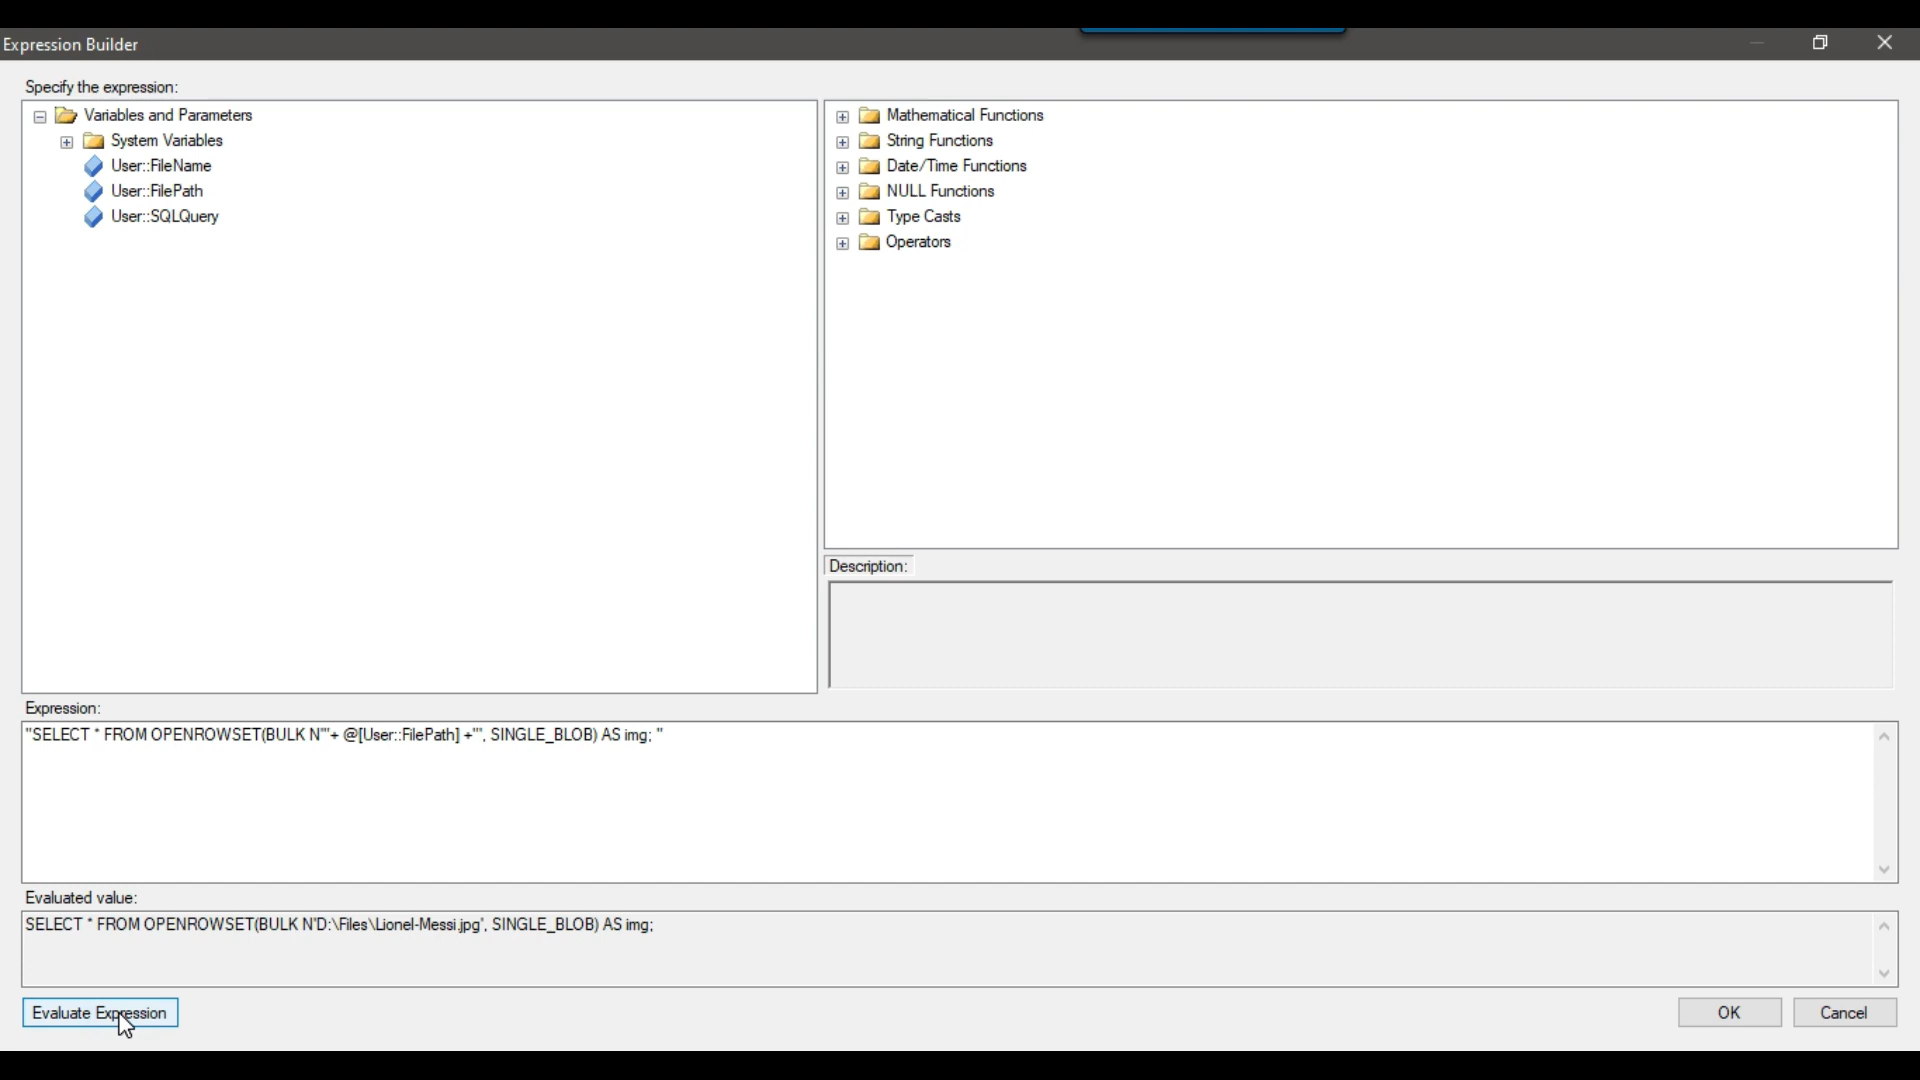 Expression Builder
Specify the expression:
Variables and Parameters
System Variables
User::FileName
User::FilePath
User::SQLQuery
Mathematical Functions
String Functions
Date/Time Functions
NULL Functions
Type Casts
Operators
Description:
Expression:
"SELECT * FROM OPENROWSET(BULK N'"+ @[User::FilePath] +"', SINGLE_BLOB) AS img; "
Evaluated value:
SELECT * FROM OPENROWSET(BULK N'D:\Files\Lionel-Messi.jpg', SINGLE_BLOB) AS img;
Evaluate Expression
OK
Cancel